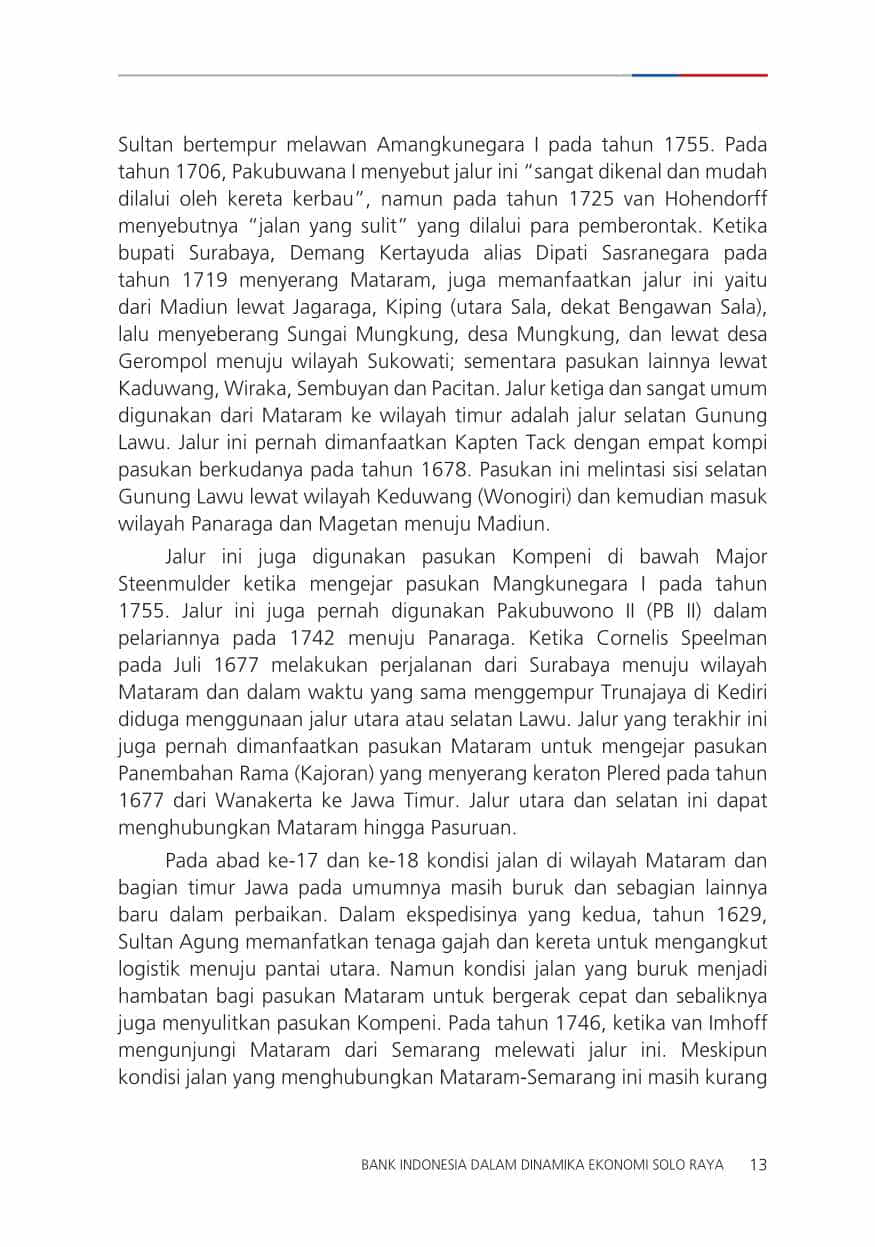 Sultan bertempur melawan Amangkunegara I pada tahun 1755. Pada
tahun 1706, Pakubuwana I menyebut jalur ini “sangat dikenal dan mudah
dilalui oleh kereta kerbau”, namun pada tahun 1725 van Hohendorff
menyebutnya “jalan yang sulit” yang dilalui para pemberontak. Ketika
bupati Surabaya, Demang Kertayuda alias Dipati Sasranegara pada
tahun 1719 menyerang Mataram, juga memanfaatkan jalur ini yaitu
dari Madiun lewat Jagaraga, Kiping (utara Sala, dekat Bengawan Sala),
lalu menyeberang Sungai Mungkung, desa Mungkung, dan lewat desa
Gerompol menuju wilayah Sukowati; sementara pasukan lainnya lewat
Kaduwang, Wiraka, Sembuyan dan Pacitan. Jalur ketiga dan sangat umum
digunakan dari Mataram ke wilayah timur adalah jalur selatan Gunung
Lawu. Jalur ini pernah dimanfaatkan Kapten Tack dengan empat kompi
pasukan berkudanya pada tahun 1678. Pasukan ini melintasi sisi selatan
Gunung Lawu lewat wilayah Keduwang (Wonogiri) dan kemudian masuk
wilayah Panaraga dan Magetan menuju Madiun.
Jalur ini juga digunakan pasukan Kompeni di bawah Major
Steenmulder ketika mengejar pasukan Mangkunegara I pada tahun
1755. Jalur ini juga pernah digunakan Pakubuwono II (PB II) dalam
pelariannya pada 1742 menuju Panaraga. Ketika Cornelis Speelman
pada Juli 1677 melakukan perjalanan dari Surabaya menuju wilayah
Mataram dan dalam waktu yang sama menggempur Trunajaya di Kediri
diduga menggunaan jalur utara atau selatan Lawu. Jalur yang terakhir ini
juga pernah dimanfaatkan pasukan Mataram untuk mengejar pasukan
Panembahan Rama (Kajoran) yang menyerang keraton Plered pada tahun
1677 dari Wanakerta ke Jawa Timur. Jalur utara dan selatan ini dapat
menghubungkan Mataram hingga Pasuruan.
Pada abad ke-17 dan ke-18 kondisi jalan di wilayah Mataram dan
bagian timur Jawa pada umumnya masih buruk dan sebagian lainnya
baru dalam perbaikan. Dalam ekspedisinya yang kedua, tahun 1629,
Sultan Agung memanfatkan tenaga gajah dan kereta untuk mengangkut
logistik menuju pantai utara. Namun kondisi jalan yang buruk menjadi
hambatan bagi pasukan Mataram untuk bergerak cepat dan sebaliknya
juga menyulitkan pasukan Kompeni. Pada tahun 1746, ketika van Imhoff
mengunjungi Mataram dari Semarang melewati jalur ini. Meskipun
kondisi jalan yang menghubungkan Mataram-Semarang ini masih kurang
BANK INDONESIA DALAM DINAMIKA EKONOMI SOLO RAYA 13